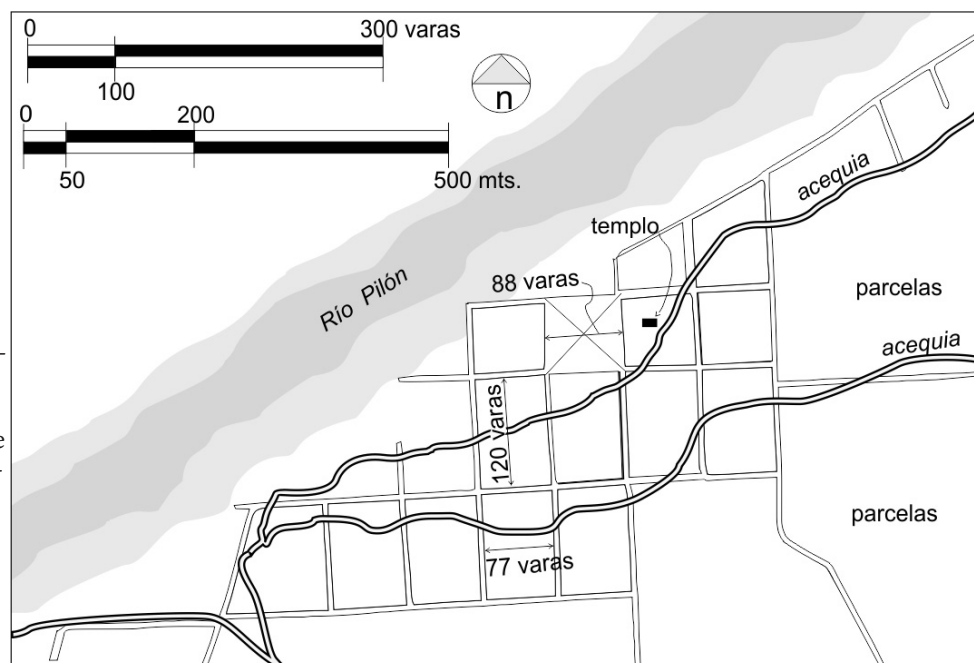 0
300 varas
100
0
200
50
500 mts.
n
Río Pilón
templo
88 varas
acequia
parcelas
acequia
120 varas
parcelas
77 varas